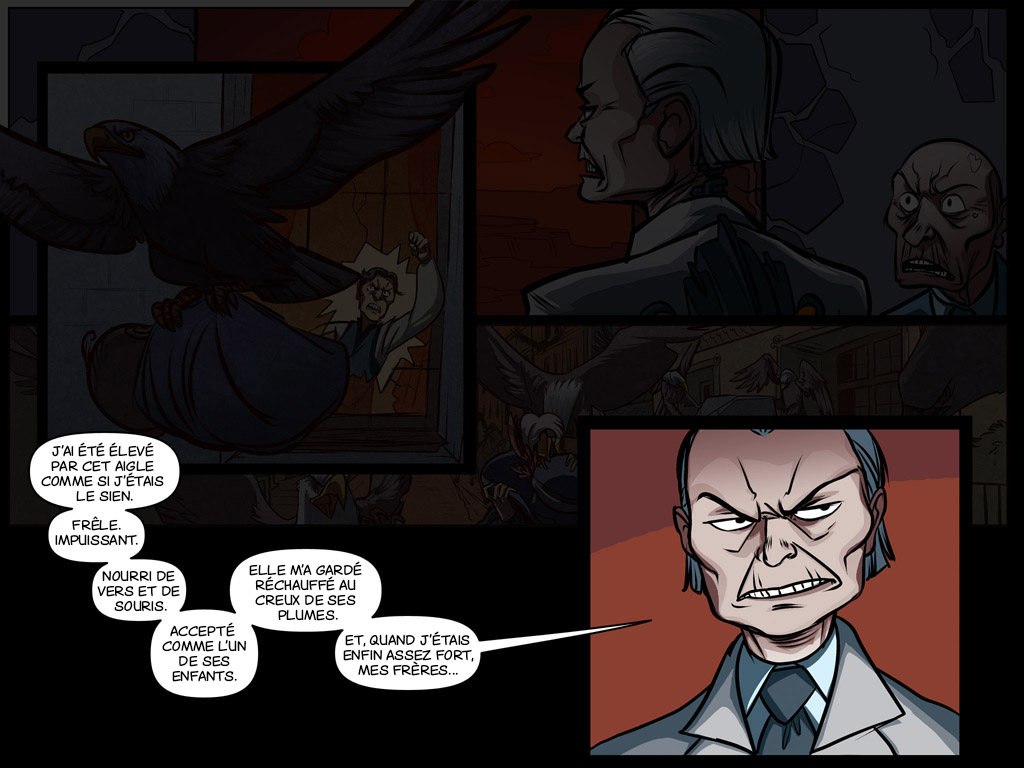 J'AI ÉTÉ ÉLEVÉ
PAR CET AIGLE
COMME SI J'ÉTAIS
LE SIEN.
FRÊLE.
IMPUISSANT.
NOURRI DE
VERS ET DE
SOURIS.
ACCEPTÉ
COMME L'UN
DE SES
ENFANTS.
ELLE M'A GARDÉ
RÉCHAUFFÉ AU
CREUX DE SES
PLUMES.
ET, QUAND J'ÉTAIS
ENFIN ASSEZ FORT,
MES FRÈRES...